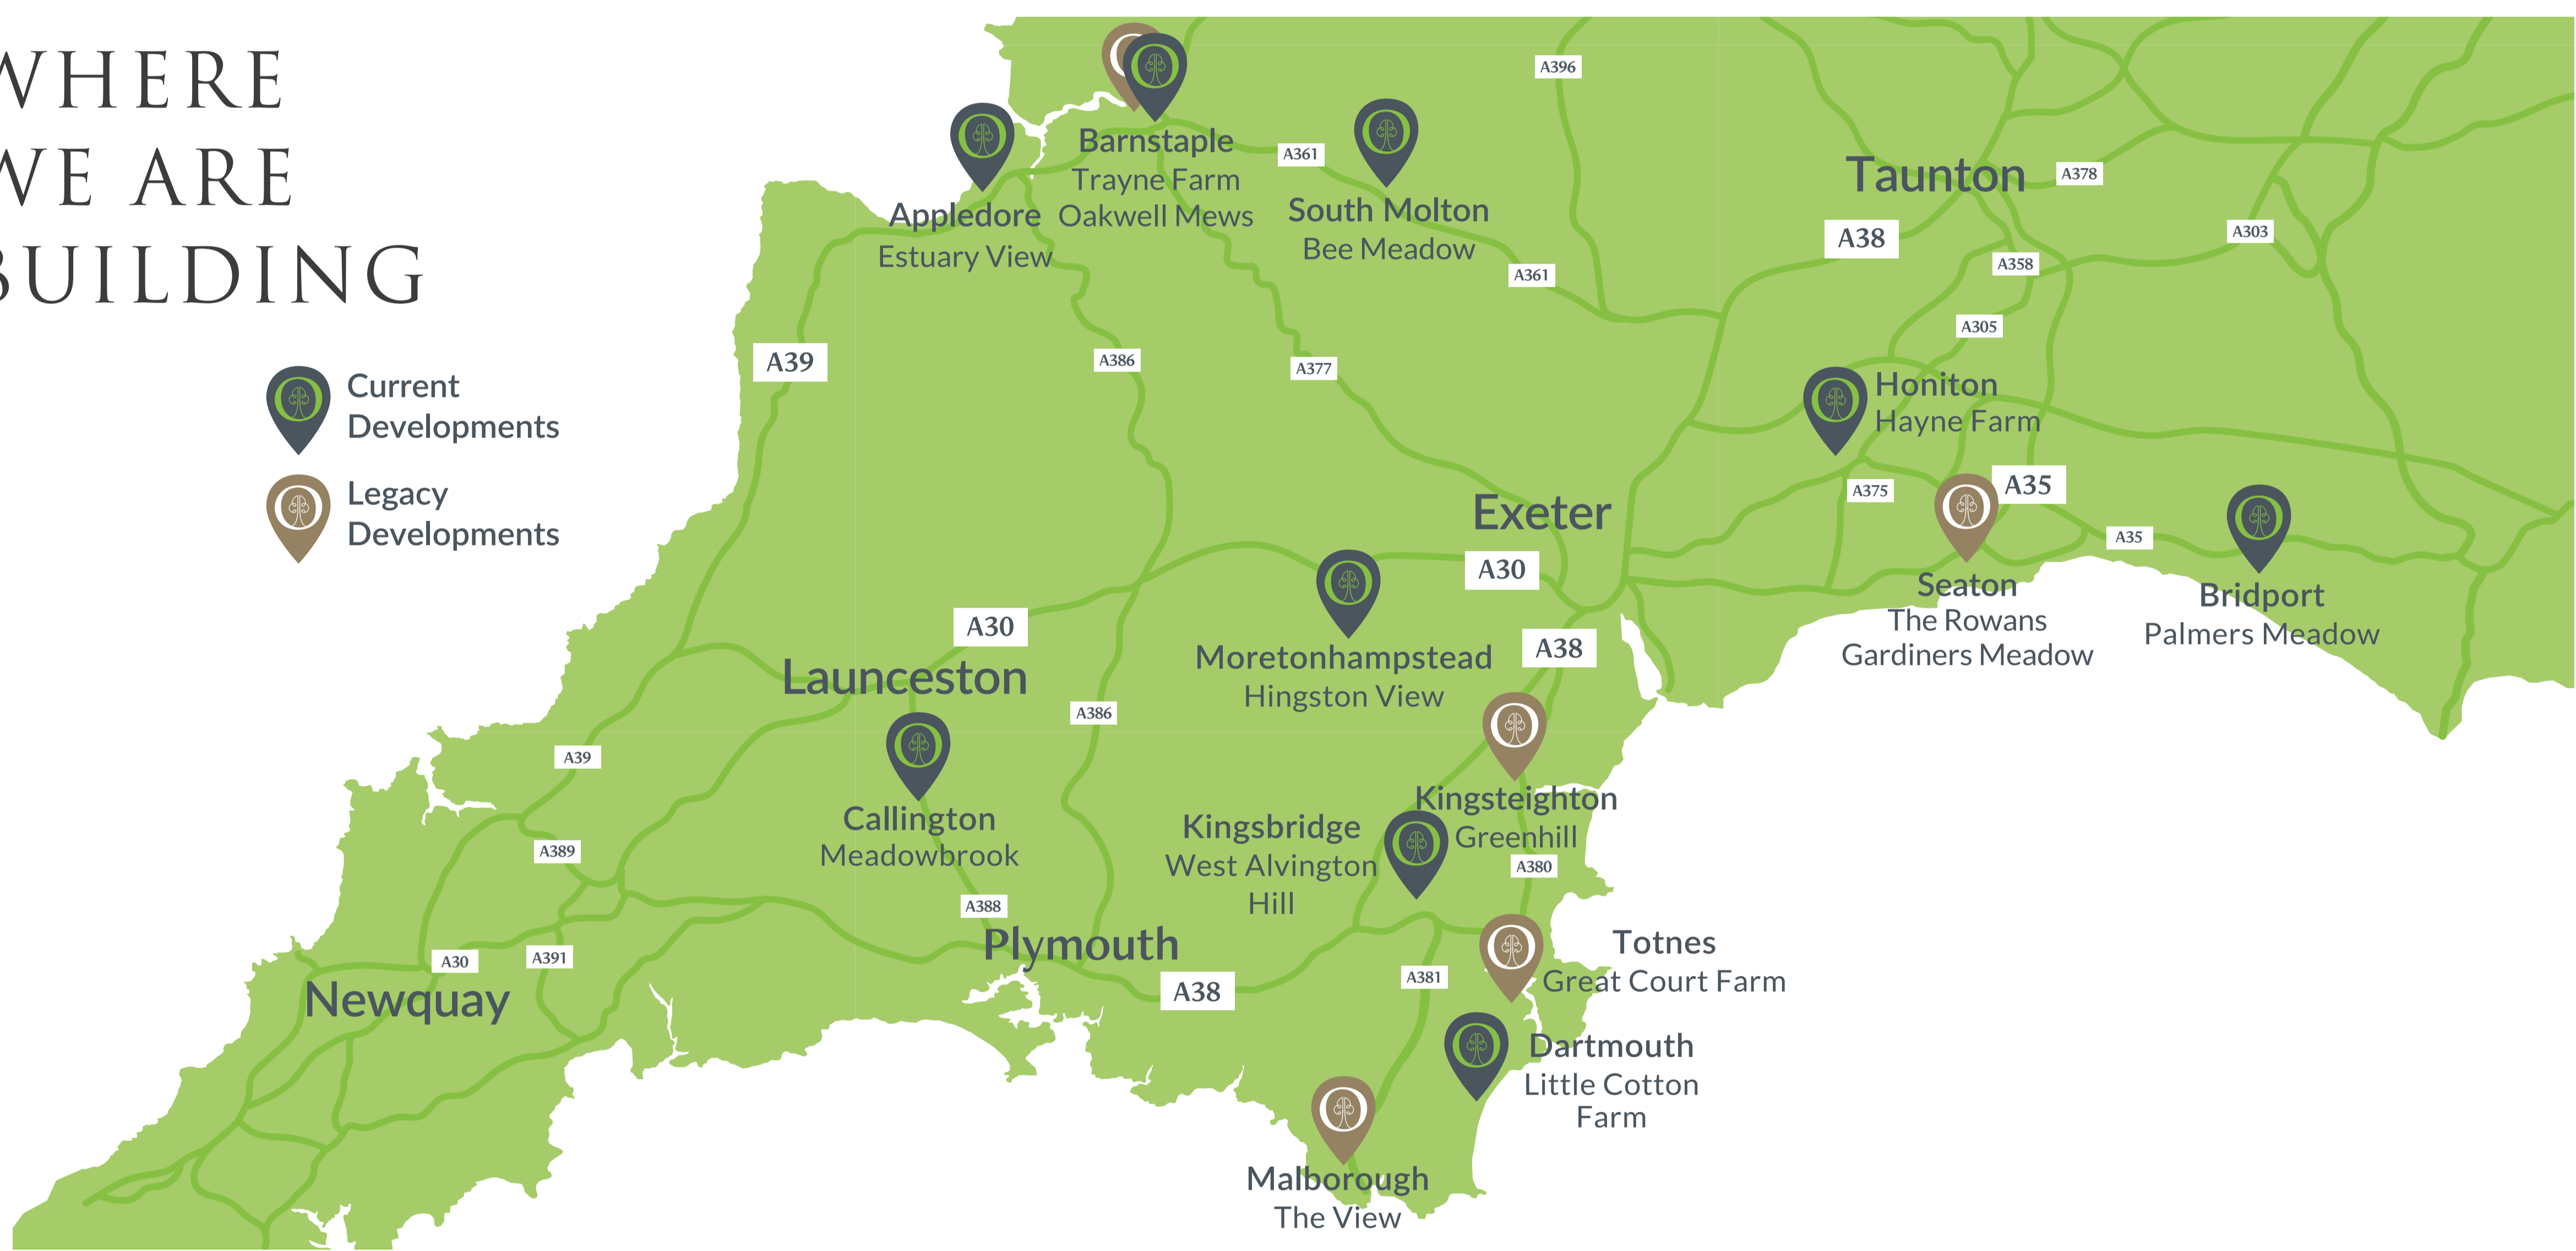 WHERE
WE ARE
BUILDING
Current
Developments
Legacy
Developments
Barnstaple
Trayne Farm
Oakwell Mews
Appledore
Estuary View
South Molton
Bee Meadow
A396
A361
A361
Taunton
A378
A38
A303
A358
A305
A39
A386
A377
Honiton
Hayne Farm
A375
A35
A35
Exeter
A30
A30
Seaton
The Rowans
Gardiners Meadow
Bridport
Palmers Meadow
Moretonhampstead
Hingston View
A38
Launceston
A386
A39
Callington
Meadowbrook
Kingsteighton
Greenhill
A380
Kingsbridge
West Alvington
Hill
A389
A388
Plymouth
A38
A30
A391
Newquay
A381
Totnes
Great Court Farm
Dartmouth
Little Cotton
Farm
Malborough
The View